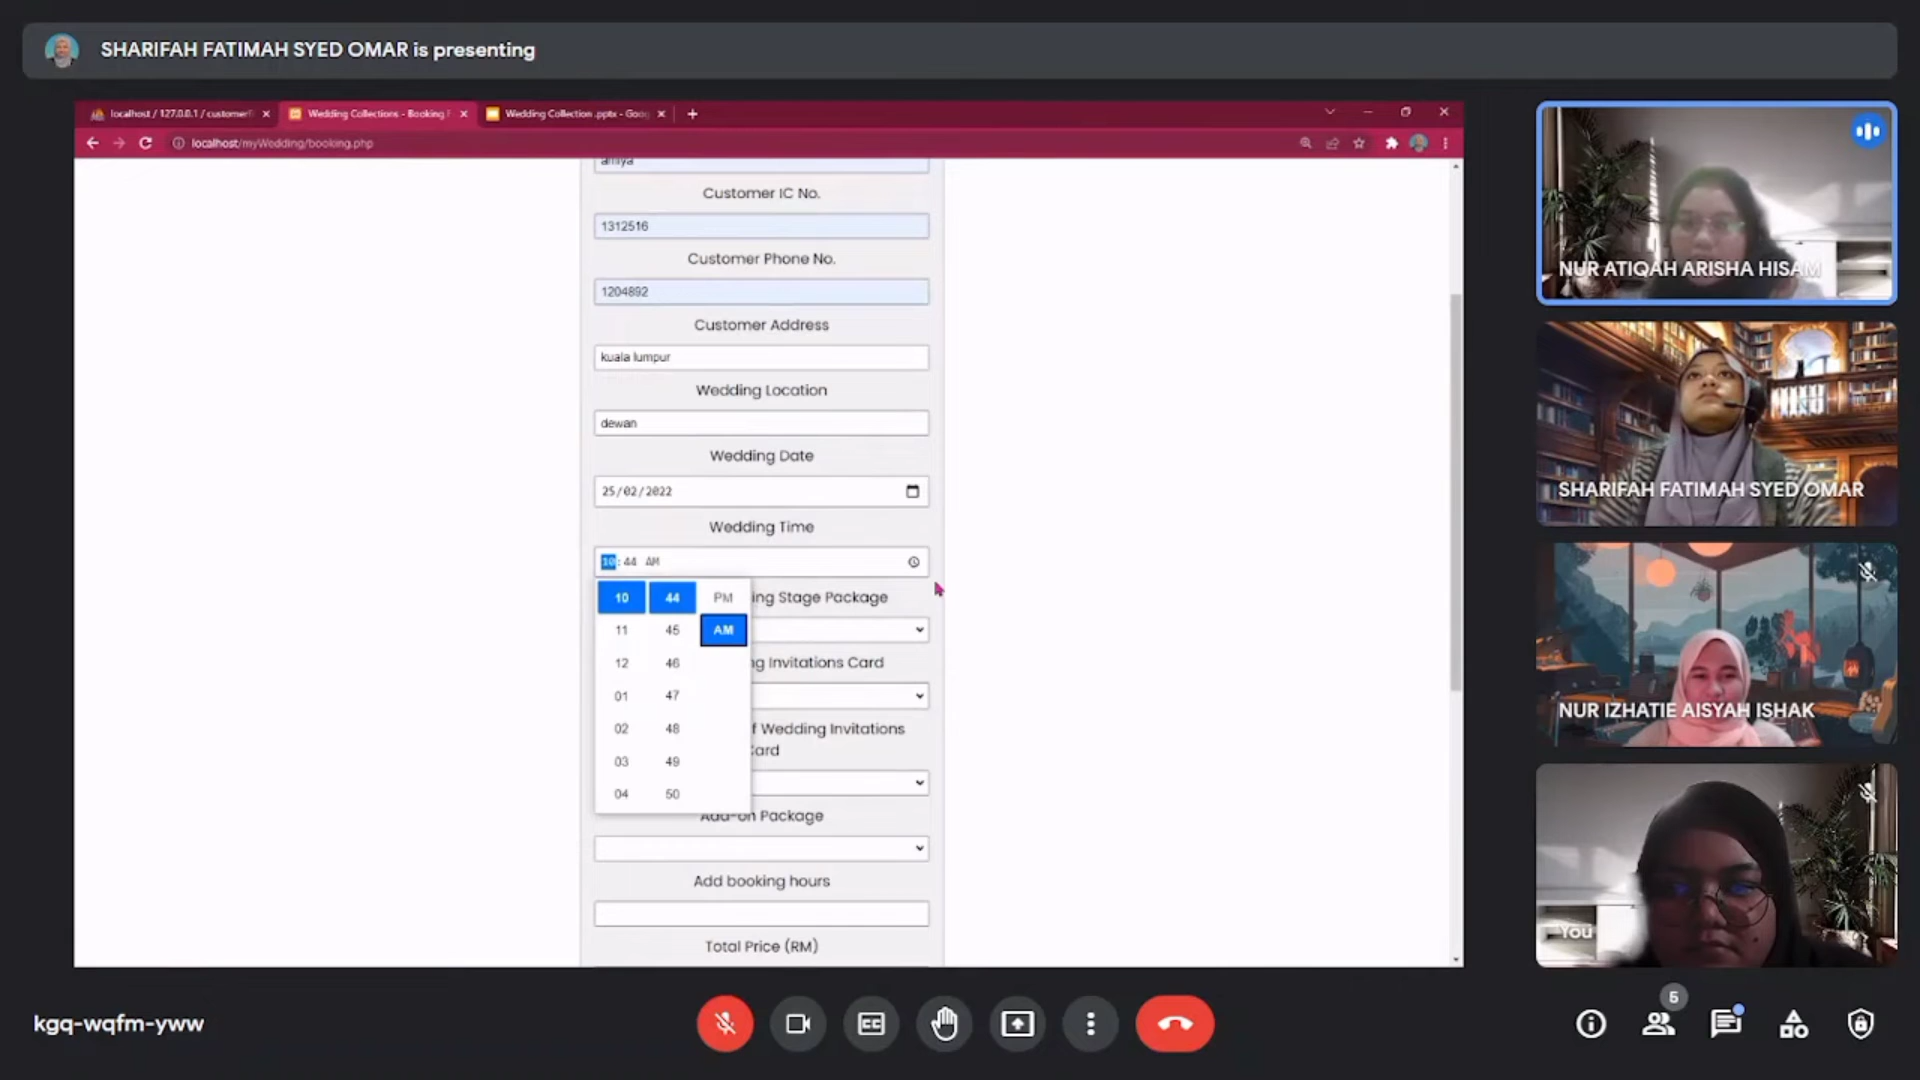 SHARIFAH FATIMAH SYED OMAR is presenting
localhost / 127.0.0.1 / customer
Wedding Collections - Booking
Wedding Collection .pptx - Goo
localhost/myWedding/booking.php
amiya
Customer IC No.
1312516
Customer Phone No.
1204892
Customer Address
kuala lumpur
Wedding Location
dewan
Wedding Date
25/02/2022
Wedding Time
10:44 AM
10 44 PM
ing Stage Package
11 45 AM
12 46
g Invitations Card
01 47
02 48
f Wedding Invitations
ard
03 49
04 50
Add-on Package
Add booking hours
Total Price (RM)
NUR ATIQAH ARISHA HISAM
SHARIFAH FATIMAH SYED OMAR
NUR IZHATIE AISYAH ISHAK
You
kgq-wqfm-yww
CC
5